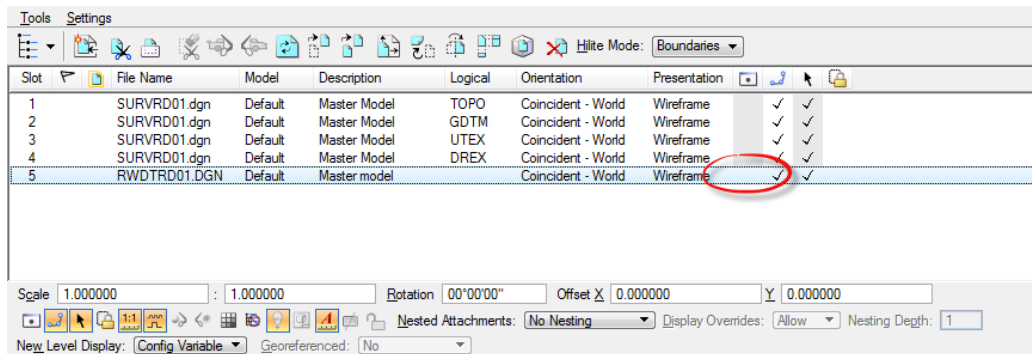 Tools Settings
Hilite Mode: Boundaries
Slot File Name Model Description Logical Orientation Presentation
1 SURVRD01.dgn Default Master Model TOPO Coincident - World Wireframe ✓ ✓
2 SURVRD01.dgn Default Master Model GDTM Coincident - World Wireframe ✓ ✓
3 SURVRD01.dgn Default Master Model UTEX Coincident - World Wireframe ✓ ✓
4 SURVRD01.dgn Default Master Model DREX Coincident - World Wireframe ✓ ✓
5 RWDTRD01.DGN Default Master model Coincident - World Wireframe ✓ ✓
Scale 1.000000 : 1.000000 Rotation 00°00'00" Offset X 0.000000 Y 0.000000
1:1 A Nested Attachments: No Nesting Display Overrides: Allow Nesting Depth: 1
New Level Display: Config Variable Georeferenced: No